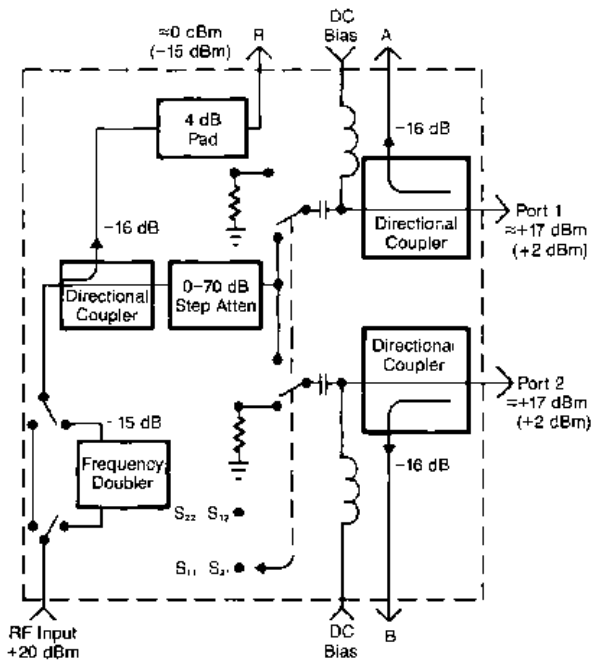 ≈0 cBm
(−15 dBm)
R
DC
Bias
A
4 dB
Pad
−16 dB
−16 dB
Directional
Coupler
Port 1
≈+17 dBm
(+2 dBm)
Directional
Coupler
0–70 dB
Step Atten
Directional
Coupler
Port 2
≈+17 dBm
(+2 dBm)
-15 dB
Frequency
Doubler
−16 dB
S₂₂ S₁₂
S₁₁ S₂₁
RF Input
+20 dBm
DC
Bias
B